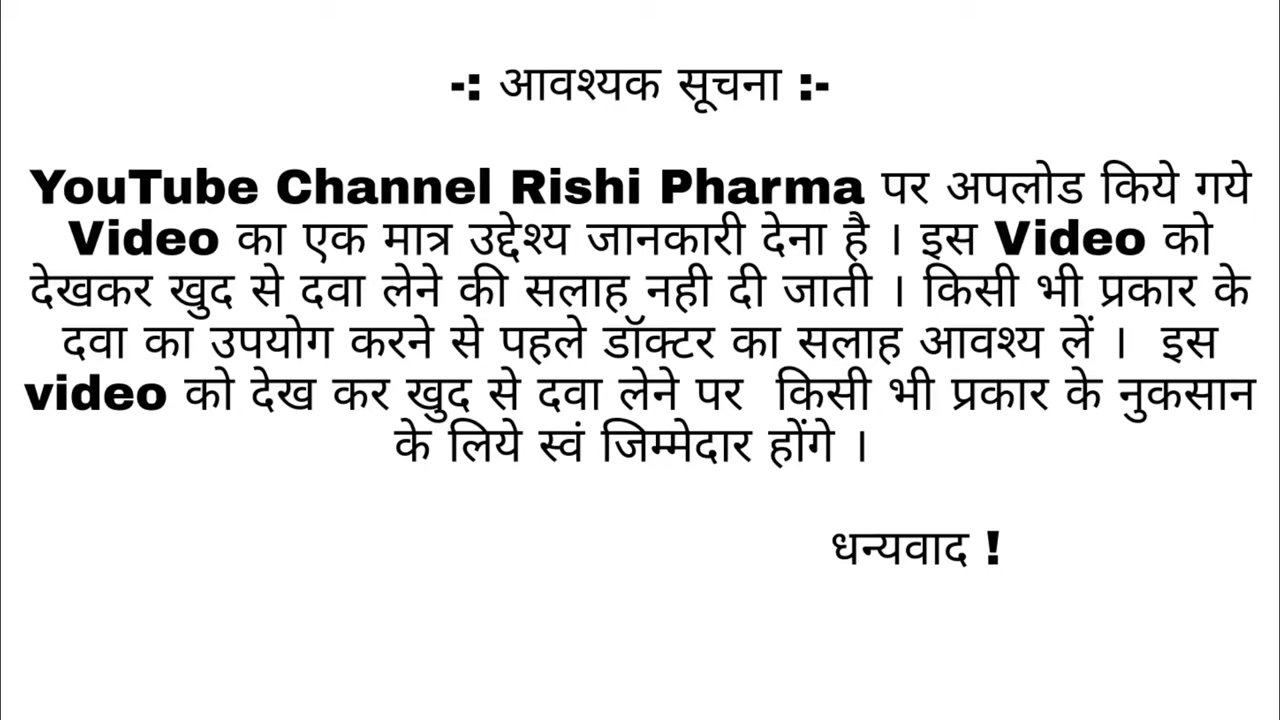 -: आवश्यक सूचना :-
YouTube Channel Rishi Pharma पर अपलोड किये गये
Video का एक मात्र उद्देश्य जानकारी देना है । इस Video को
देखकर खुद से दवा लेने की सलाह नही दी जाती । किसी भी प्रकार के
दवा का उपयोग करने से पहले डॉक्टर का सलाह आवश्य लें । इस
video को देख कर खुद से दवा लेने पर किसी भी प्रकार के नुकसान
के लिये स्वं जिम्मेदार होंगे ।
धन्यवाद !